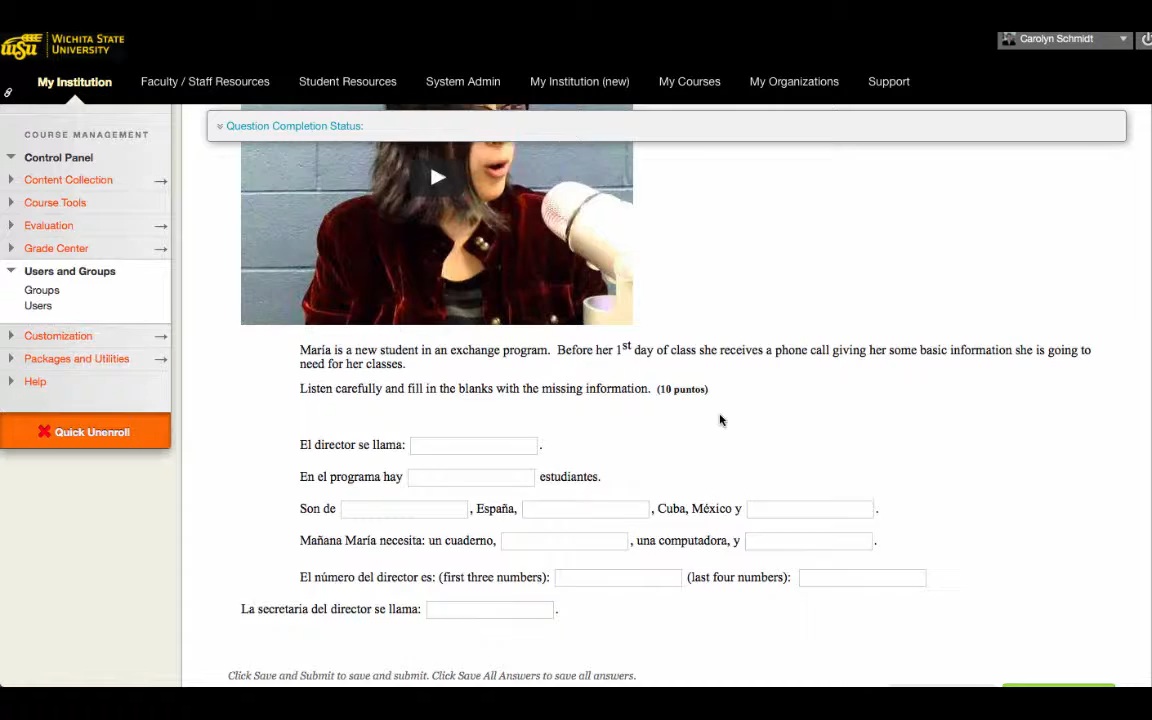 WSU WICHITA STATE
UNIVERSITY
Carolyn Schmidt
My Institution Faculty / Staff Resources Student Resources System Admin My Institution (new) My Courses My Organizations Support
COURSE MANAGEMENT
Control Panel
Content Collection
Course Tools
Evaluation
Grade Center
Users and Groups
Groups
Users
Customization
Packages and Utilities
Help
Quick Unenroll
Question Completion Status:
María is a new student in an exchange program. Before her 1st day of class she receives a phone call giving her some basic information she is going to
need for her classes.
Listen carefully and fill in the blanks with the missing information. (10 puntos)
El director se llama: .
En el programa hay estudiantes.
Son de , España, , Cuba, México y .
Mañana María necesita: un cuaderno, , una computadora, y .
El número del director es: (first three numbers): (last four numbers):
La secretaria del director se llama: .
Click Save and Submit to save and submit. Click Save All Answers to save all answers.